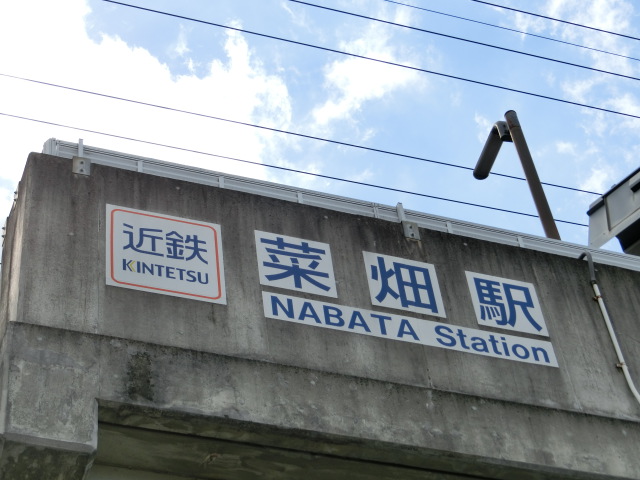 近鉄
KINTETSU
菜畑駅
NABATA Station